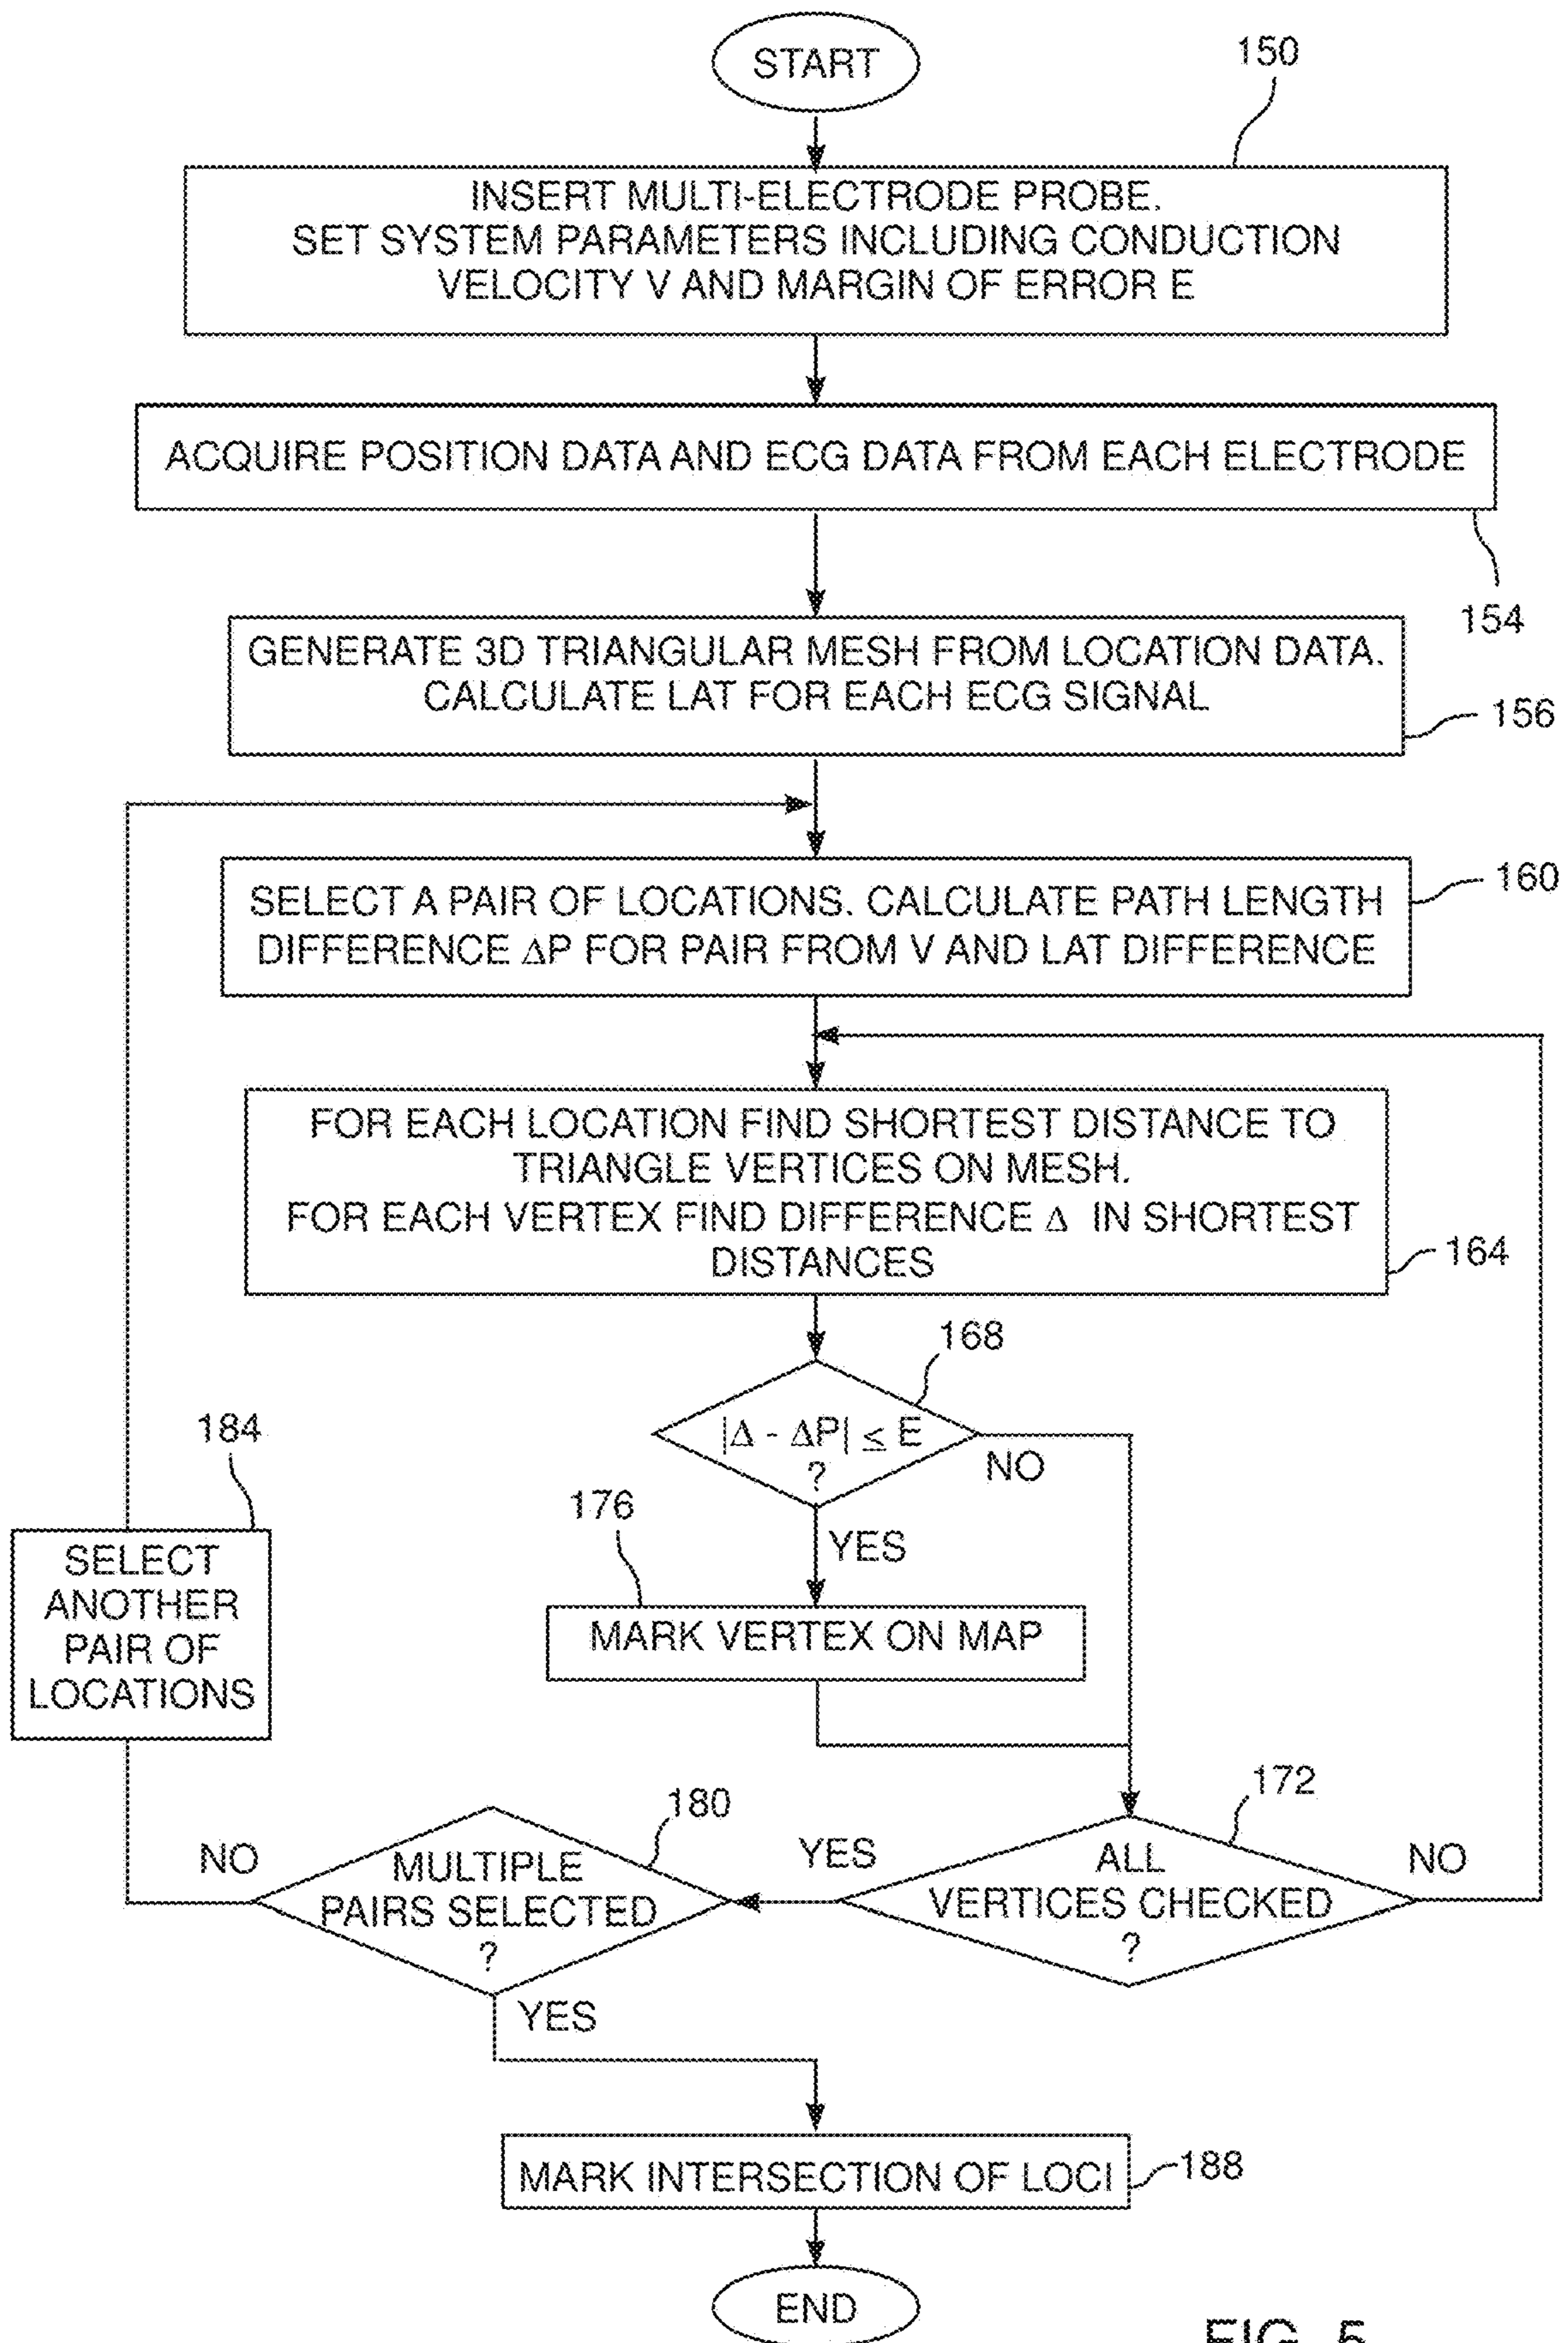 START
150
INSERT MULTI-ELECTRODE PROBE.
SET SYSTEM PARAMETERS INCLUDING CONDUCTION
VELOCITY V AND MARGIN OF ERROR E
ACQUIRE POSITION DATA AND ECG DATA FROM EACH ELECTRODE
154
GENERATE 3D TRIANGULAR MESH FROM LOCATION DATA.
CALCULATE LAT FOR EACH ECG SIGNAL
156
SELECT A PAIR OF LOCATIONS. CALCULATE PATH LENGTH
DIFFERENCE ΔP FOR PAIR FROM V AND LAT DIFFERENCE
160
FOR EACH LOCATION FIND SHORTEST DISTANCE TO
TRIANGLE VERTICES ON MESH.
FOR EACH VERTEX FIND DIFFERENCE Δ IN SHORTEST
DISTANCES
164
168
|Δ - ΔP| ≤ E
?
NO
YES
176
MARK VERTEX ON MAP
184
SELECT
ANOTHER
PAIR OF
LOCATIONS
172
ALL
VERTICES CHECKED
?
NO
YES
180
MULTIPLE
PAIRS SELECTED
?
NO
YES
MARK INTERSECTION OF LOCI
188
END
FIG. 5